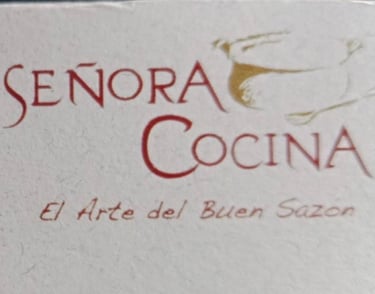 SEÑORA
COCINA
El Arte del Buen Sazón